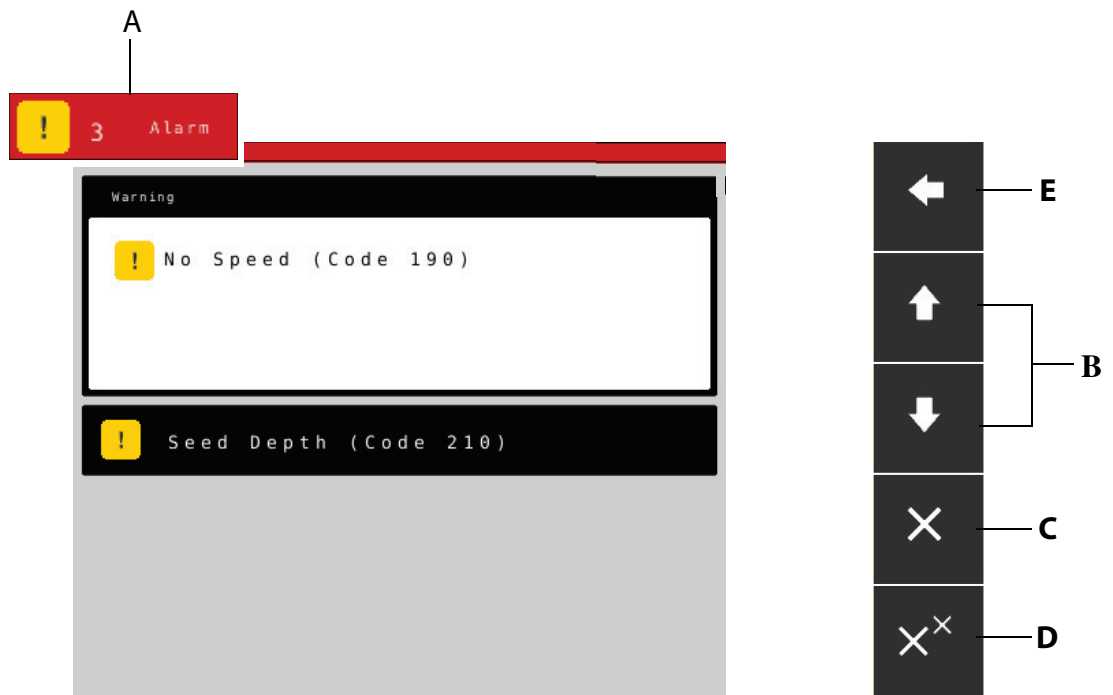 A
! 3 Alarm
Warning
! No Speed (Code 190)
! Seed Depth (Code 210)
E
B
C
D